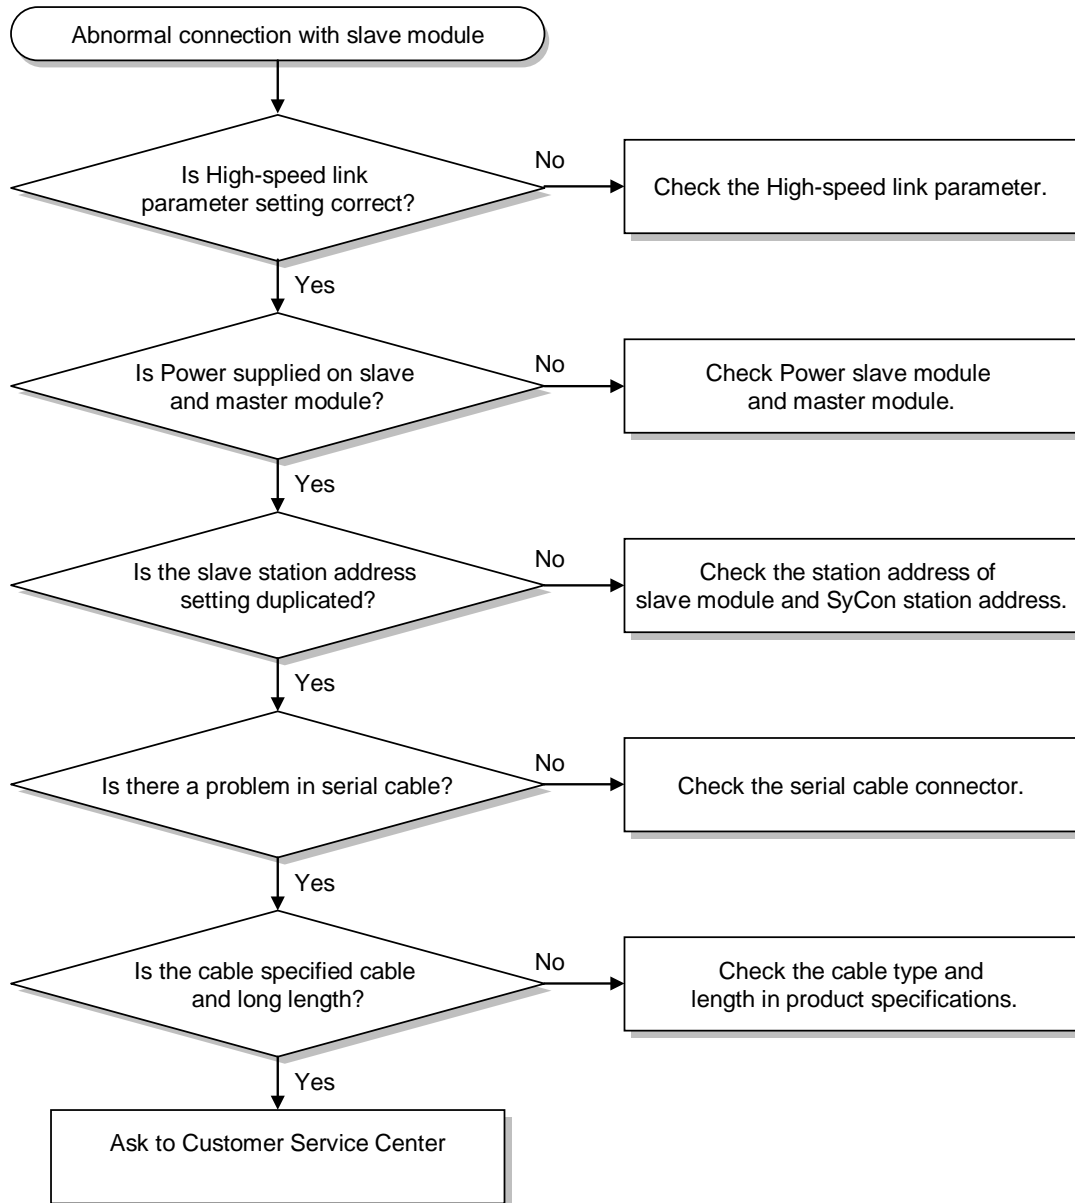 Abnormal connection with slave module
Is High-speed link
parameter setting correct?
No
Check the High-speed link parameter.
Yes
Is Power supplied on slave
and master module?
No
Check Power slave module
and master module.
Yes
Is the slave station address
setting duplicated?
No
Check the station address of
slave module and SyCon station address.
Yes
Is there a problem in serial cable?
No
Check the serial cable connector.
Yes
Is the cable specified cable
and long length?
No
Check the cable type and
length in product specifications.
Yes
Ask to Customer Service Center